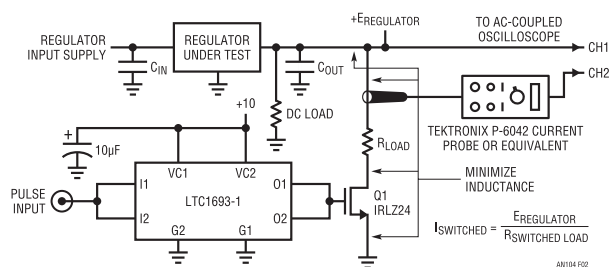 +EREGULATOR
TO AC-COUPLED
OSCILLOSCOPE
REGULATOR
INPUT SUPPLY
REGULATOR
UNDER TEST
CH1
CH2
CIN
COUT
DC LOAD
+10
RLOAD
TEKTRONIX P-6042 CURRENT
PROBE OR EQUIVALENT
+
10µF
VC1
VC2
MINIMIZE
INDUCTANCE
PULSE
INPUT
I1
I2
LTC1693-1
O1
O2
G2
G1
Q1
IRLZ24
ISWITCHED = EREGULATOR
RSWITCHED LOAD
AN104 F02